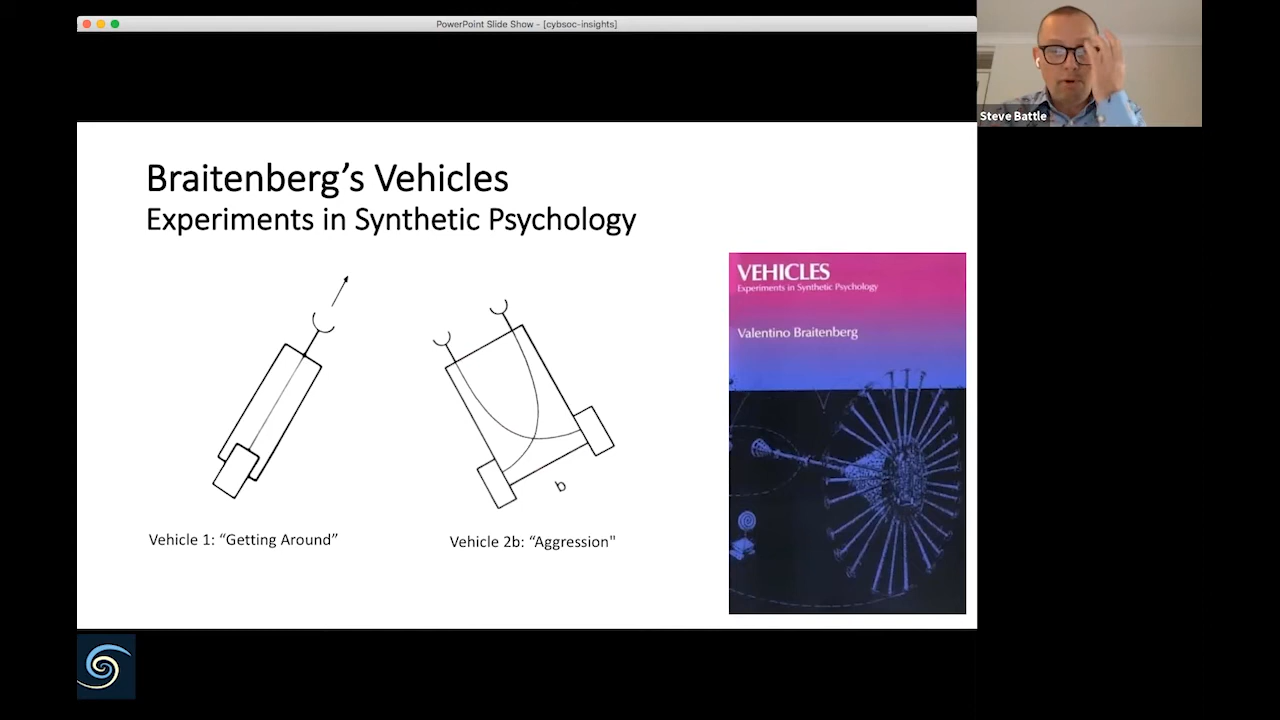 PowerPoint Slide Show - [cybsoc-insights]
Steve Battle
Braitenberg’s Vehicles
Experiments in Synthetic Psychology
b
Vehicle 1: “Getting Around”
Vehicle 2b: “Aggression"
VEHICLES
Experiments in Synthetic Psychology
Valentino Braitenberg